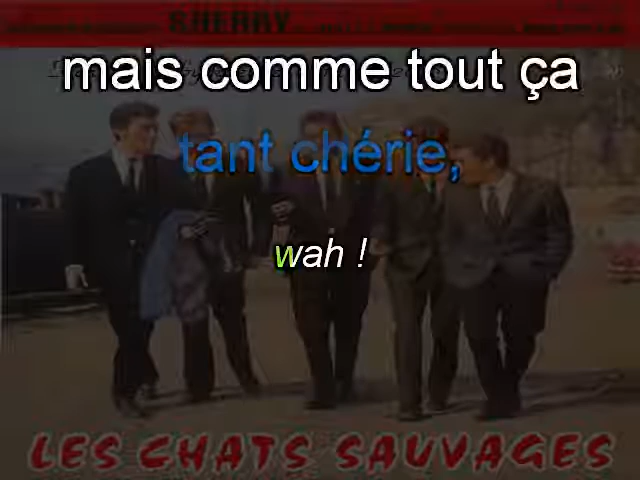 SHERRY
mais comme tout ça
tant chérie,
wah !
LES CHATS SAUVAGES